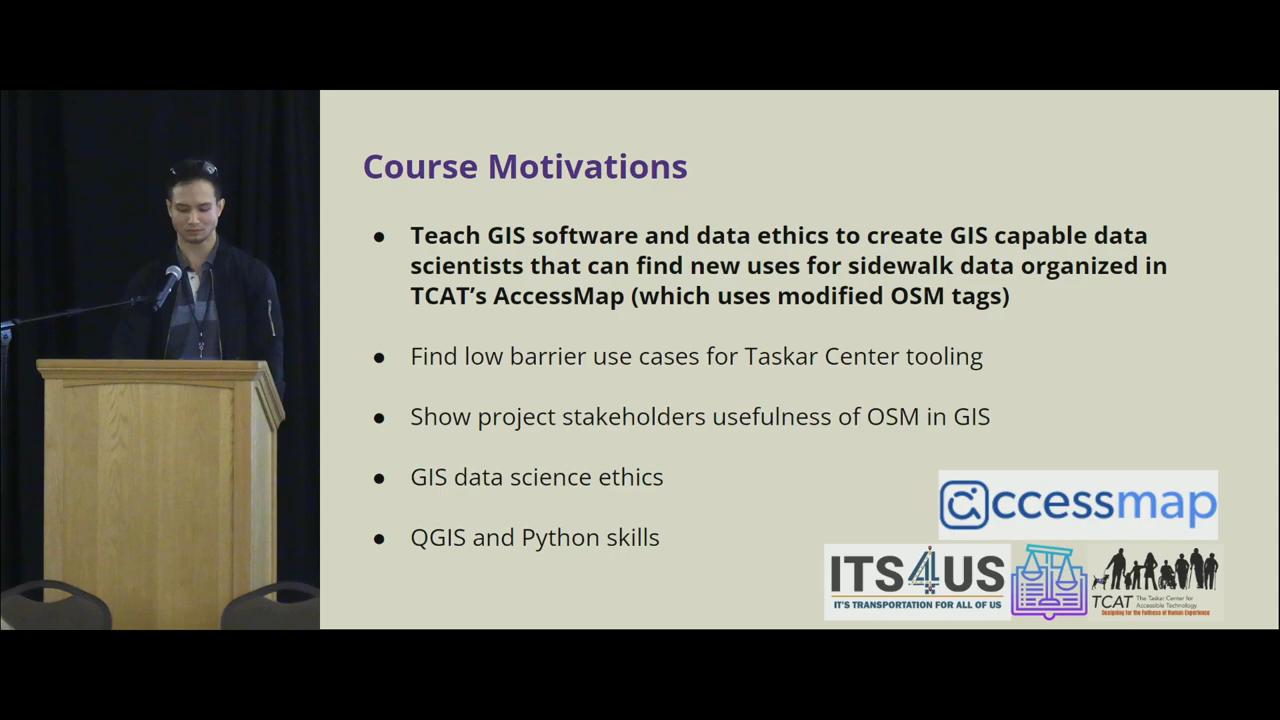 Course Motivations
● Teach GIS software and data ethics to create GIS capable data
scientists that can find new uses for sidewalk data organized in
TCAT’s AccessMap (which uses modified OSM tags)
● Find low barrier use cases for Taskar Center tooling
● Show project stakeholders usefulness of OSM in GIS
● GIS data science ethics
● QGIS and Python skills
accessmap
ITS4US
IT'S TRANSPORTATION FOR ALL OF US
TCAT The Taskar Center for
Accessible Technology
Designing for the Fullness of Human Experience